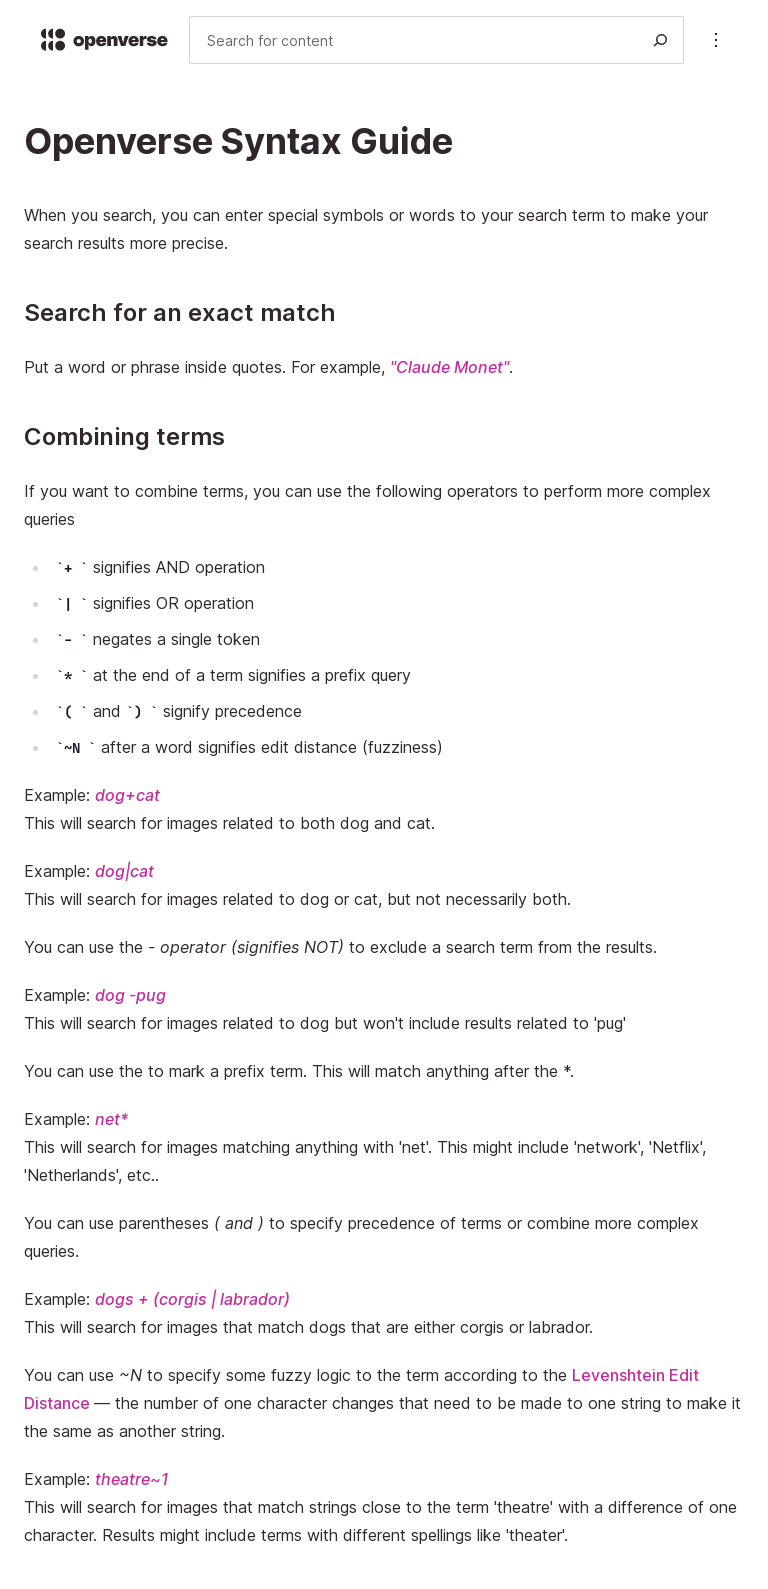 openverse
Search for content
Openverse Syntax Guide
When you search, you can enter special symbols or words to your search term to make your
search results more precise.
Search for an exact match
Put a word or phrase inside quotes. For example, "Claude Monet".
Combining terms
If you want to combine terms, you can use the following operators to perform more complex
queries
`+ ` signifies AND operation
`| ` signifies OR operation
`- ` negates a single token
`* ` at the end of a term signifies a prefix query
`( ` and `) ` signify precedence
`~N ` after a word signifies edit distance (fuzziness)
Example: dog+cat
This will search for images related to both dog and cat.
Example: dog|cat
This will search for images related to dog or cat, but not necessarily both.
You can use the - operator (signifies NOT) to exclude a search term from the results.
Example: dog -pug
This will search for images related to dog but won't include results related to 'pug'
You can use the to mark a prefix term. This will match anything after the *.
Example: net*
This will search for images matching anything with 'net'. This might include 'network', 'Netflix',
'Netherlands', etc..
You can use parentheses ( and ) to specify precedence of terms or combine more complex
queries.
Example: dogs + (corgis | labrador)
This will search for images that match dogs that are either corgis or labrador.
You can use ~N to specify some fuzzy logic to the term according to the Levenshtein Edit
Distance — the number of one character changes that need to be made to one string to make it
the same as another string.
Example: theatre~1
This will search for images that match strings close to the term 'theatre' with a difference of one
character. Results might include terms with different spellings like 'theater'.